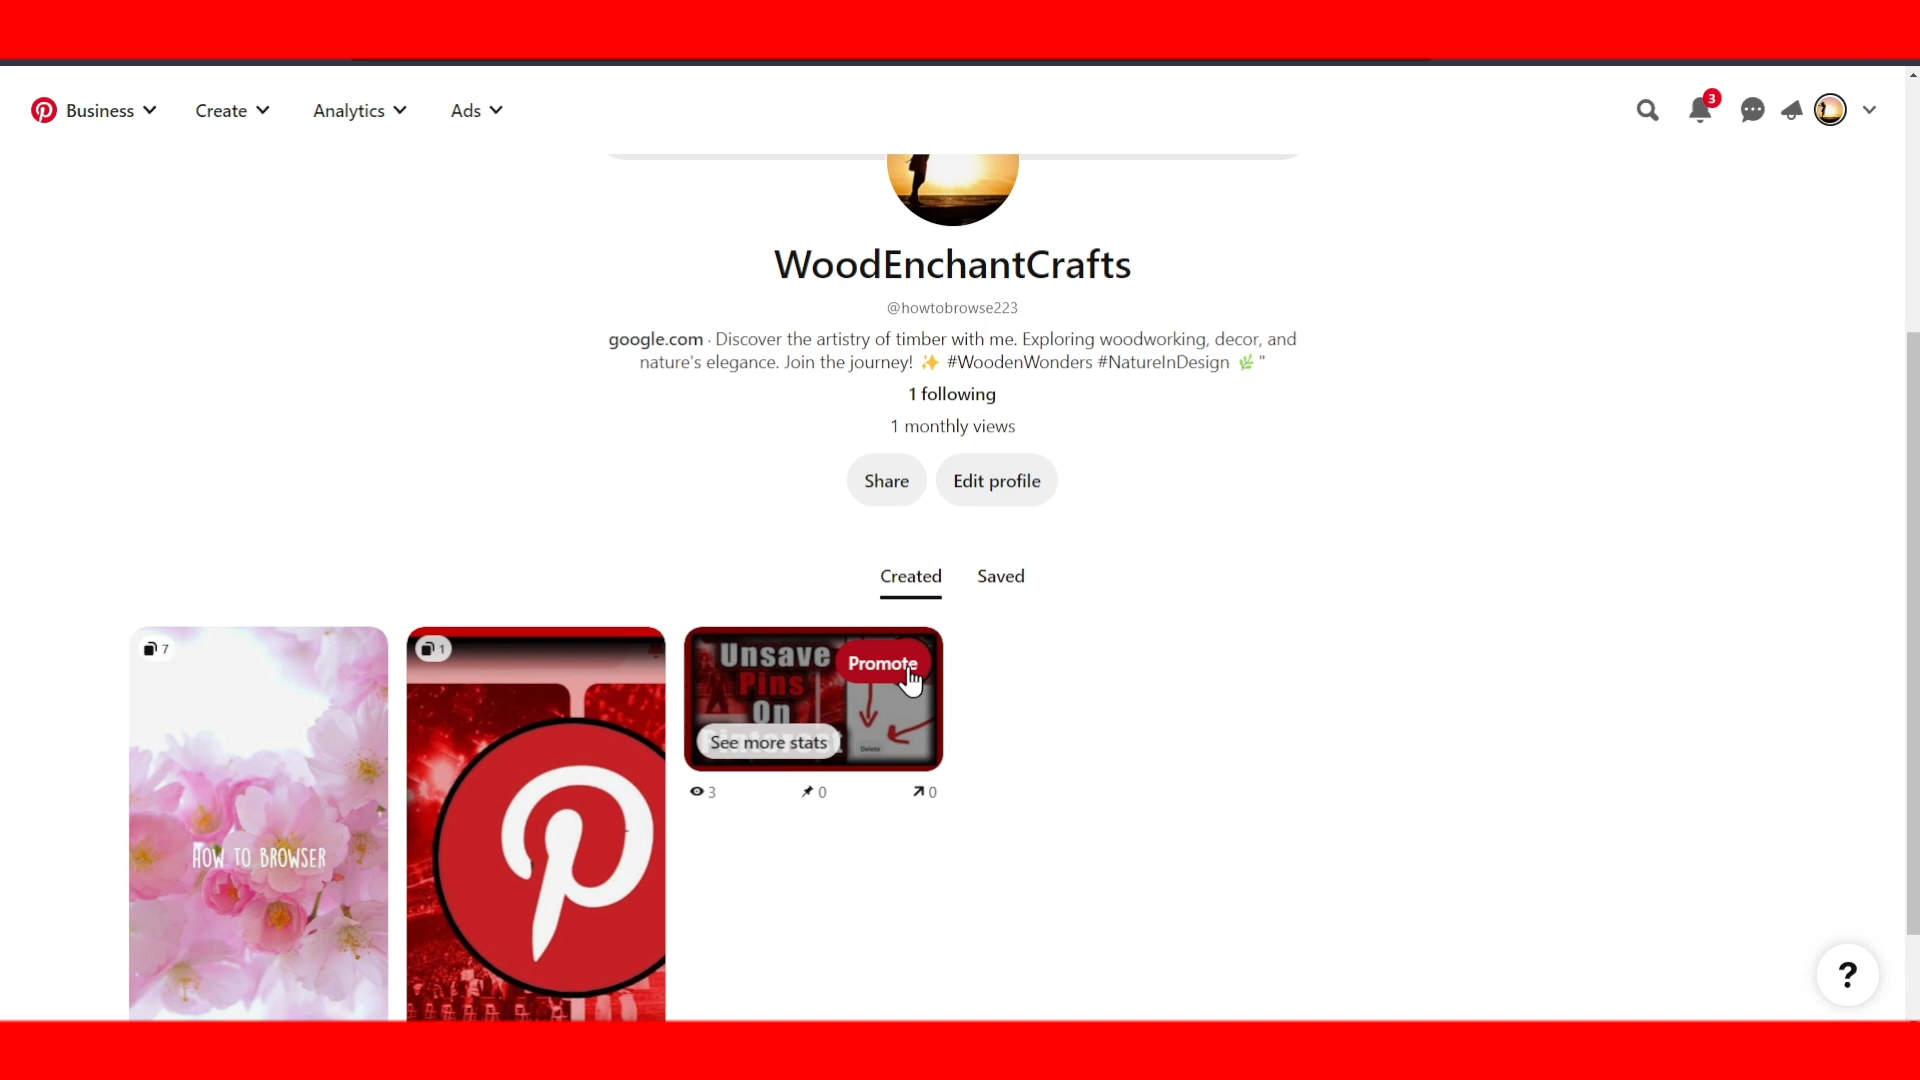 Business
Create
Analytics
Ads
3
WoodEnchantCrafts
@howtobrowse223
google.com · Discover the artistry of timber with me. Exploring woodworking, decor, and
nature's elegance. Join the journey! ✨ #WoodenWonders #NatureInDesign 🌿 "
1 following
1 monthly views
Share
Edit profile
Created
Saved
7
HOW TO BROWSER
1
Unsave
Pins
On
Promote
See more stats
Delete
3
0
0
?